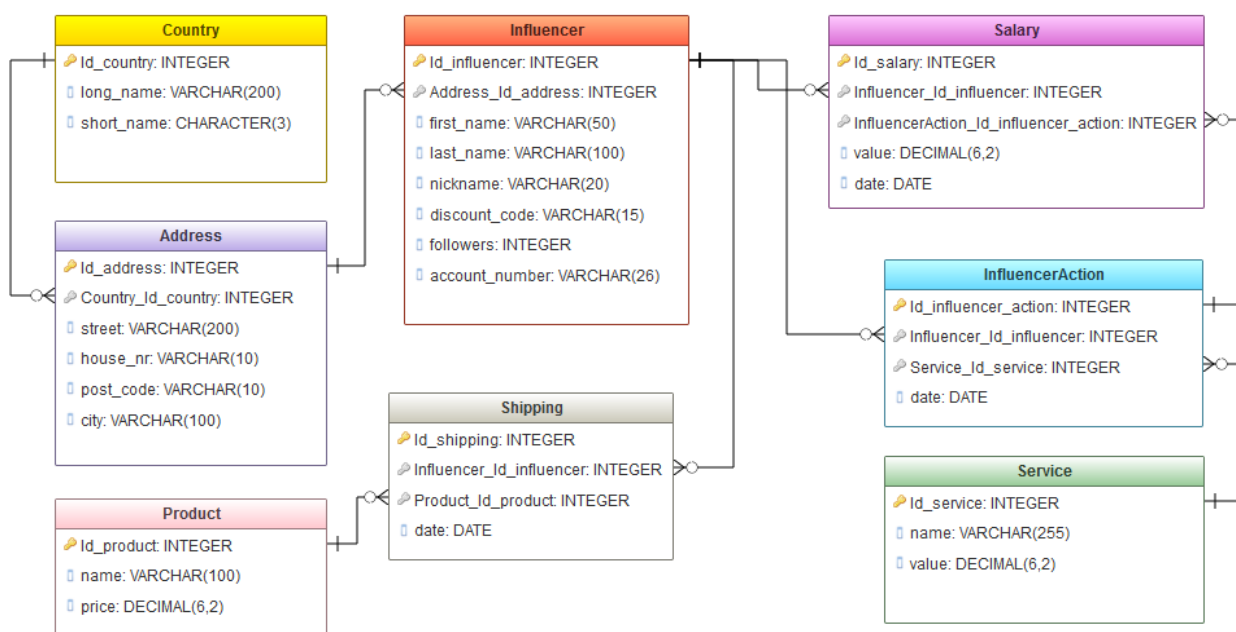 Country
Id_country: INTEGER
long_name: VARCHAR(200)
short_name: CHARACTER(3)
Address
Id_address: INTEGER
Country_Id_country: INTEGER
street: VARCHAR(200)
house_nr: VARCHAR(10)
post_code: VARCHAR(10)
city: VARCHAR(100)
Product
Id_product: INTEGER
name: VARCHAR(100)
price: DECIMAL(6,2)
Influencer
Id_influencer: INTEGER
Address_Id_address: INTEGER
first_name: VARCHAR(50)
last_name: VARCHAR(100)
nickname: VARCHAR(20)
discount_code: VARCHAR(15)
followers: INTEGER
account_number: VARCHAR(26)
Shipping
Id_shipping: INTEGER
Influencer_Id_influencer: INTEGER
Product_Id_product: INTEGER
date: DATE
Salary
Id_salary: INTEGER
Influencer_Id_influencer: INTEGER
InfluencerAction_Id_influencer_action: INTEGER
value: DECIMAL(6,2)
date: DATE
InfluencerAction
Id_influencer_action: INTEGER
Influencer_Id_influencer: INTEGER
Service_Id_service: INTEGER
date: DATE
Service
Id_service: INTEGER
name: VARCHAR(255)
value: DECIMAL(6,2)